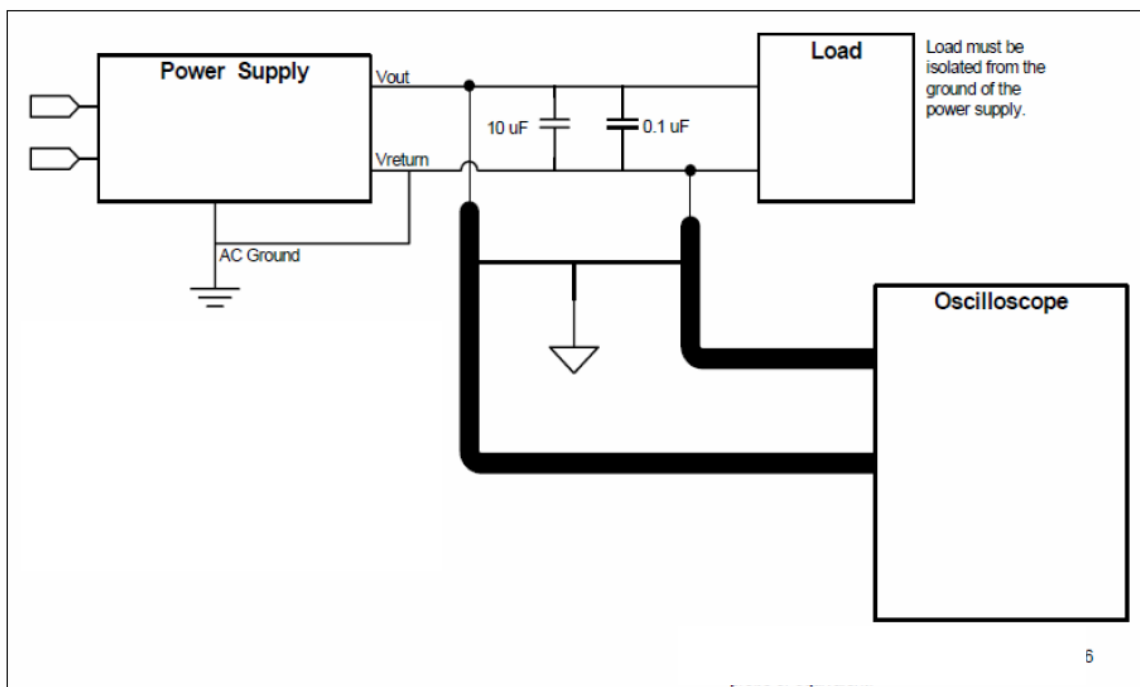 Power Supply
Vout
Load
Load must be
isolated from the
ground of the
power supply.
10 uF
0.1 uF
Vreturn
AC Ground
Oscilloscope
6